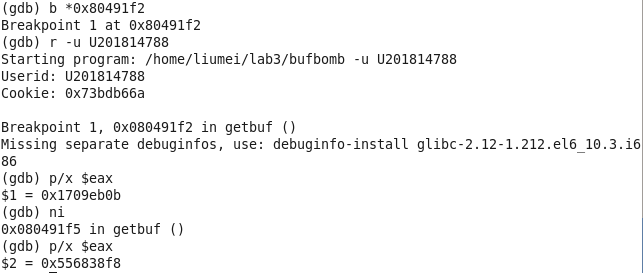 (gdb) b *0x80491f2
Breakpoint 1 at 0x80491f2
(gdb) r -u U201814788
Starting program: /home/liumei/lab3/bufbomb -u U201814788
Userid: U201814788
Cookie: 0x73bdb66a
Breakpoint 1, 0x080491f2 in getbuf ()
Missing separate debuginfos, use: debuginfo-install glibc-2.12-1.212.el6_10.3.i6
86
(gdb) p/x $eax
$1 = 0x1709eb0b
(gdb) ni
0x080491f5 in getbuf ()
(gdb) p/x $eax
$2 = 0x556838f8